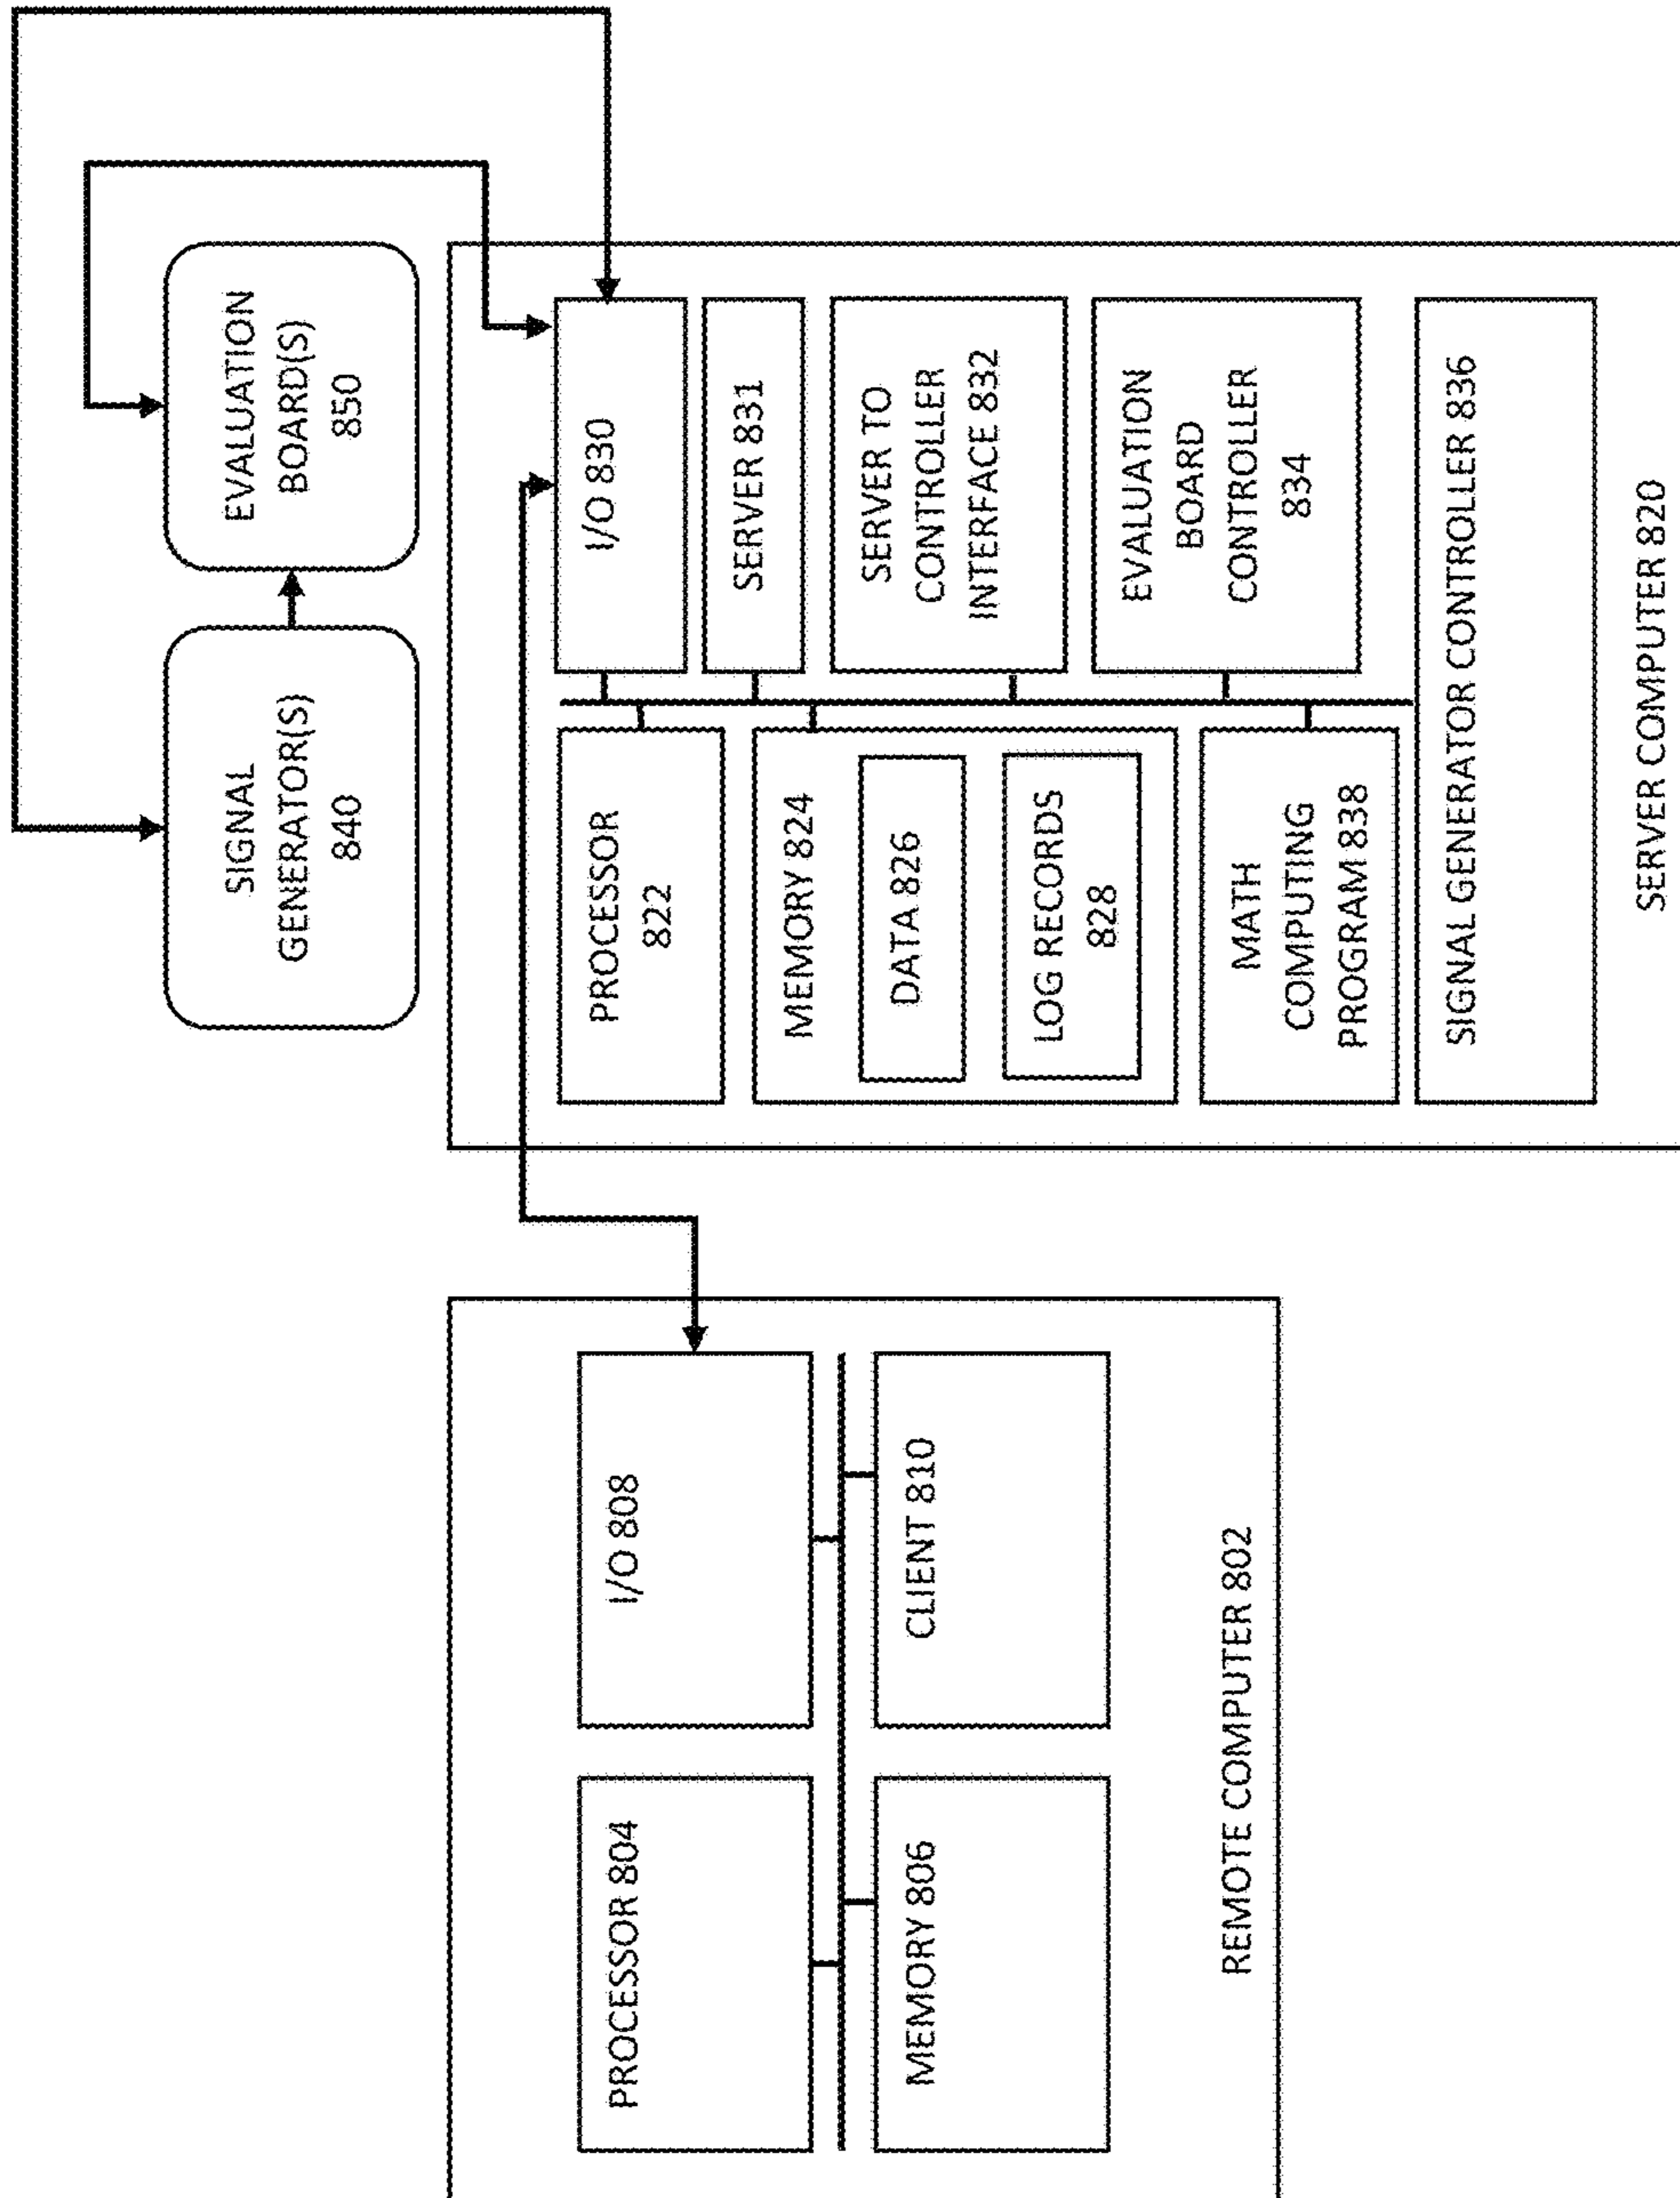 SIGNAL
GENERATOR(S)
840
EVALUATION
BOARD(S)
850
PROCESSOR 804
I/O 808
MEMORY 806
CLIENT 810
REMOTE COMPUTER 802
PROCESSOR
822
I/O 830
MEMORY 824
SERVER 831
DATA 826
SERVER TO
CONTROLLER
INTERFACE 832
LOG RECORDS
828
MATH
COMPUTING
PROGRAM 838
EVALUATION
BOARD
CONTROLLER
834
SIGNAL GENERATOR CONTROLLER 836
SERVER COMPUTER 820